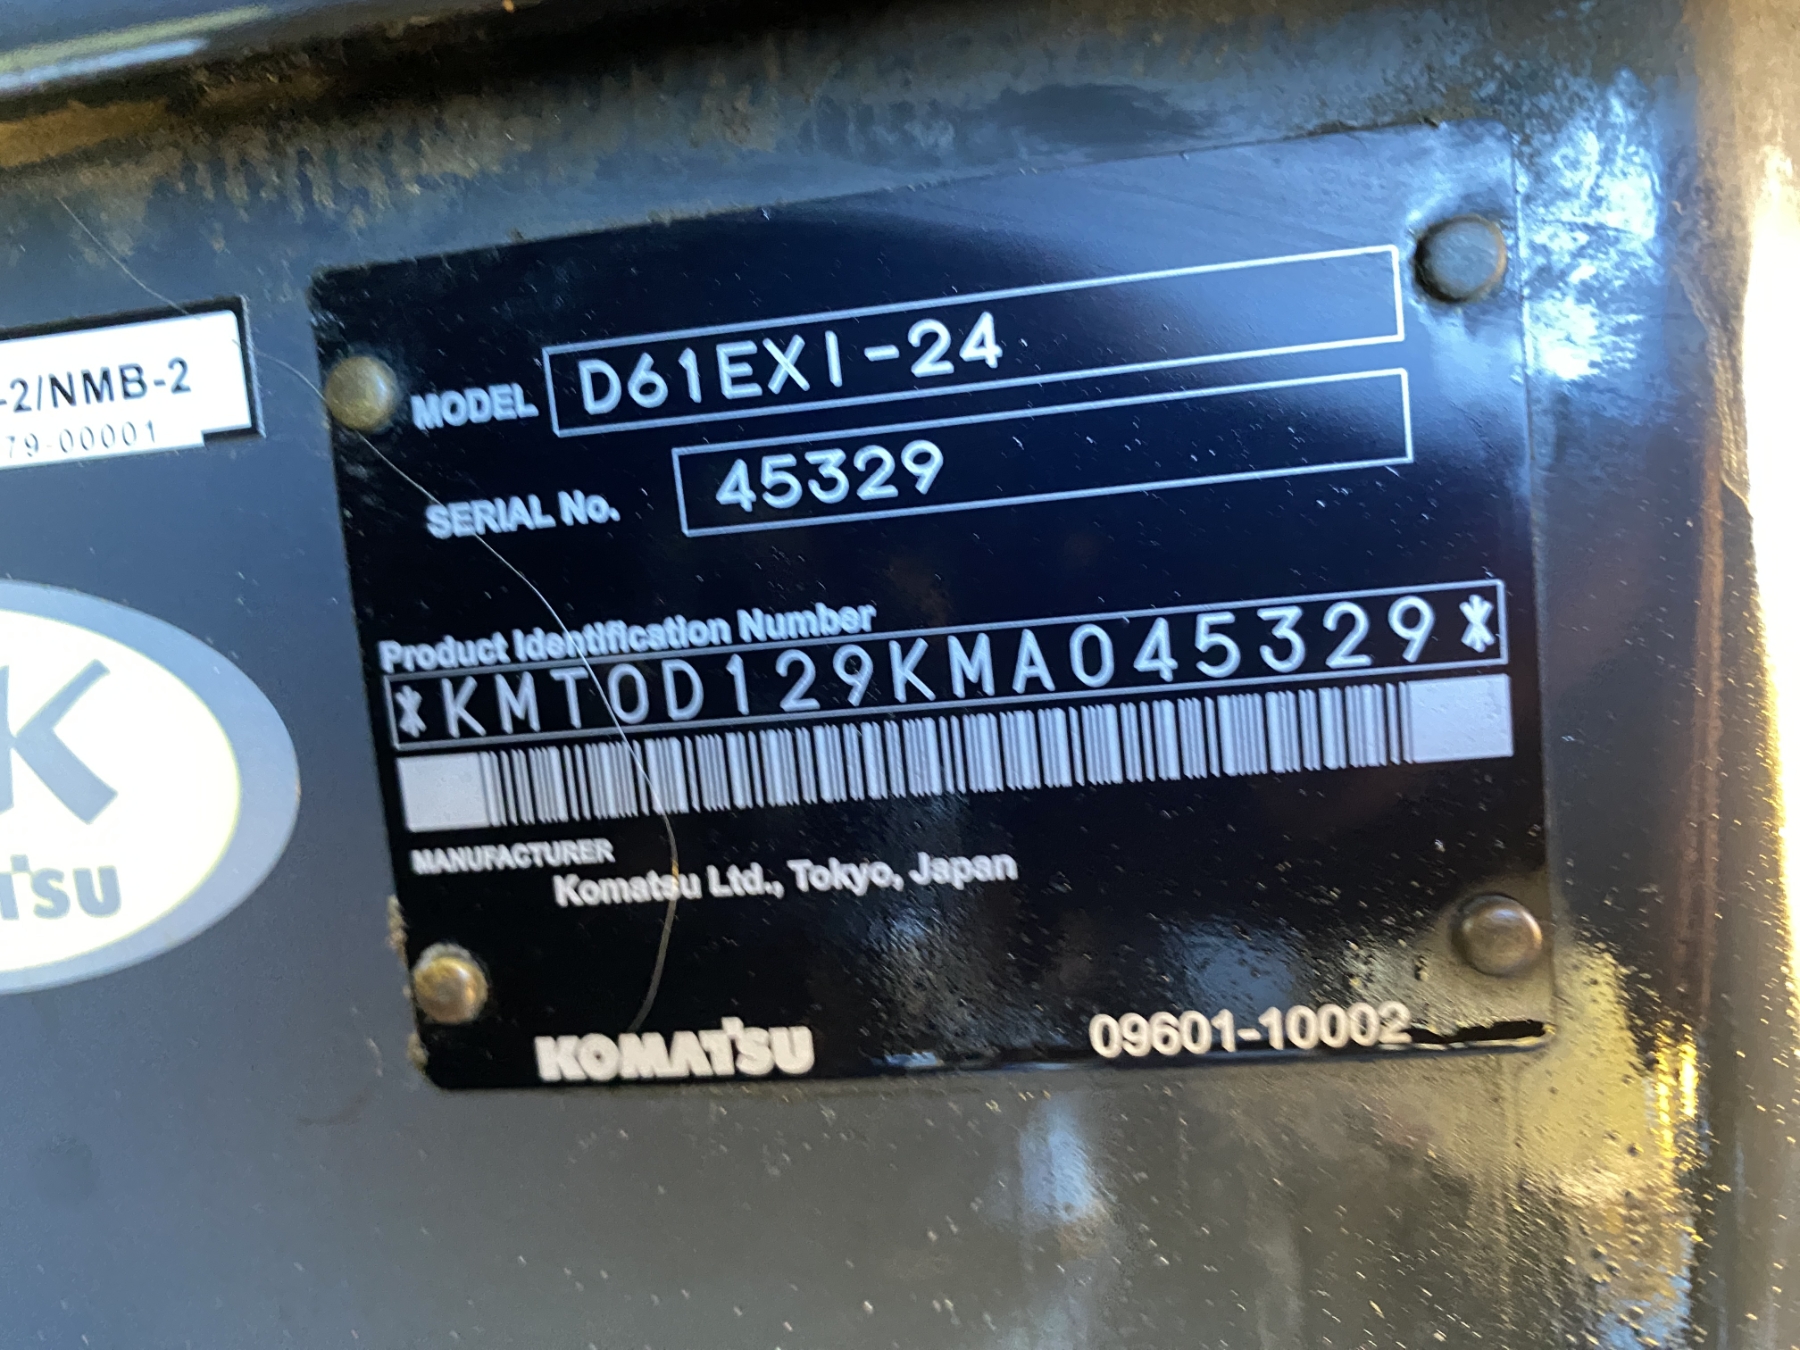 MODEL D61EXI-24
SERIAL No. 45329
Product Identification Number
*KMT0D129KMA045329*
MANUFACTURER
Komatsu Ltd., Tokyo, Japan
KOMATSU 09601-10002
-2/NMB-2
79-00001
K
TSU